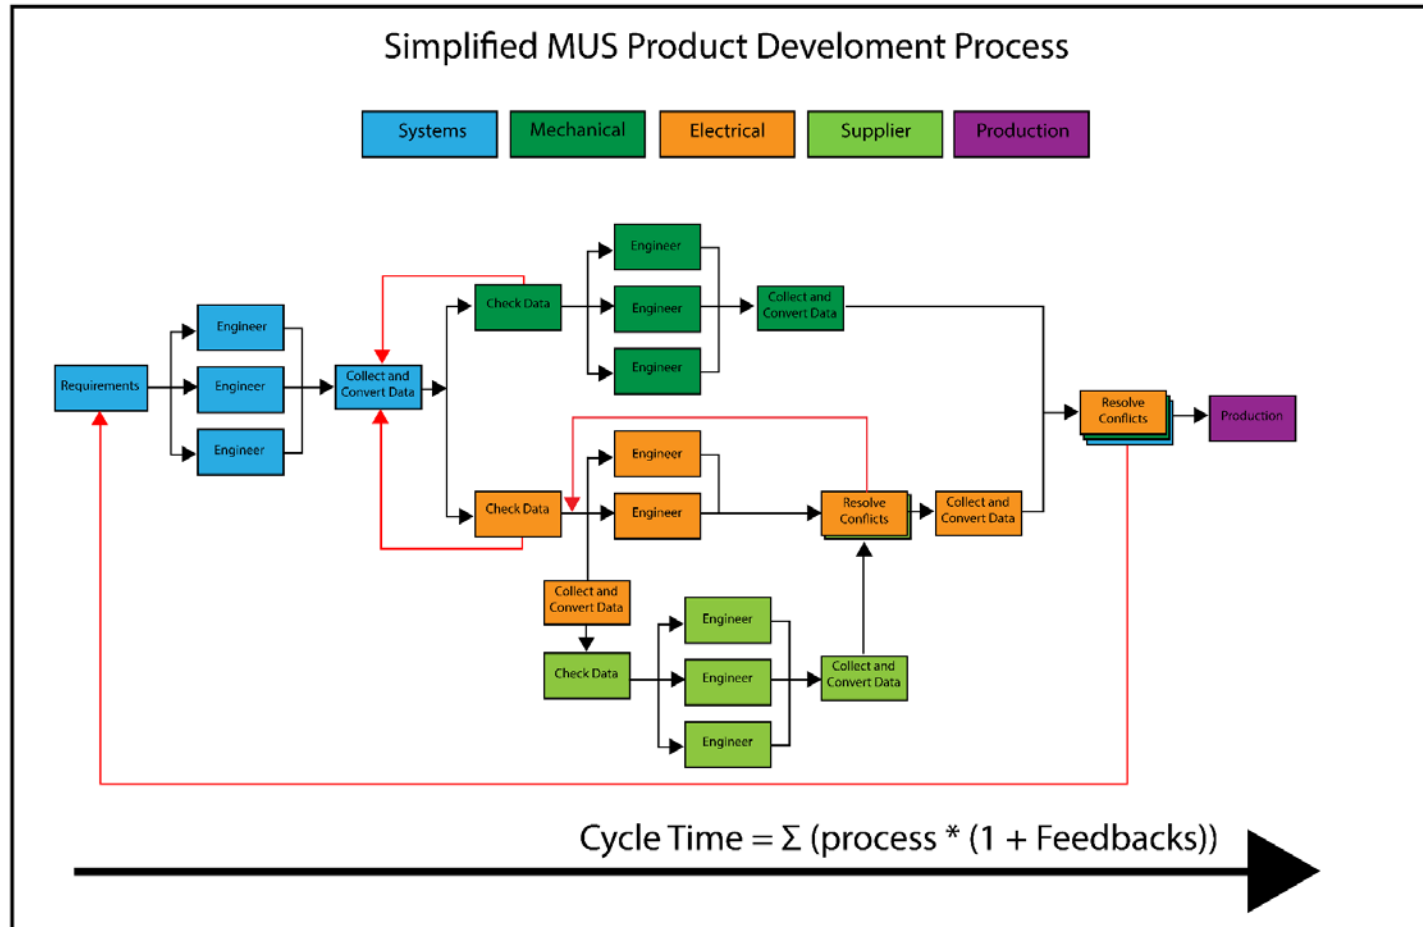 Simplified MUS Product Develoment Process
Systems
Mechanical
Electrical
Supplier
Production
Requirements
Engineer
Engineer
Engineer
Collect and
Convert Data
Check Data
Engineer
Engineer
Engineer
Collect and
Convert Data
Check Data
Engineer
Engineer
Resolve
Conflicts
Collect and
Convert Data
Collect and
Convert Data
Check Data
Engineer
Engineer
Engineer
Collect and
Convert Data
Resolve
Conflicts
Production
Cycle Time = Σ (process * (1 + Feedbacks))